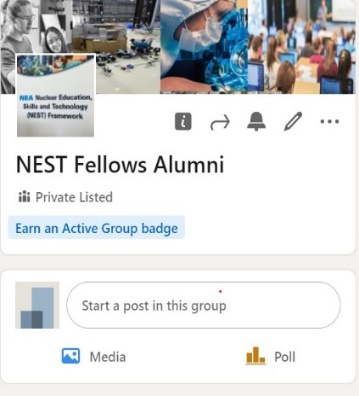 NEA Nuclear Education,
Skills and Technology
(NEST) Framework
NEST Fellows Alumni
Private Listed
Earn an Active Group badge
Start a post in this group
Media
Poll